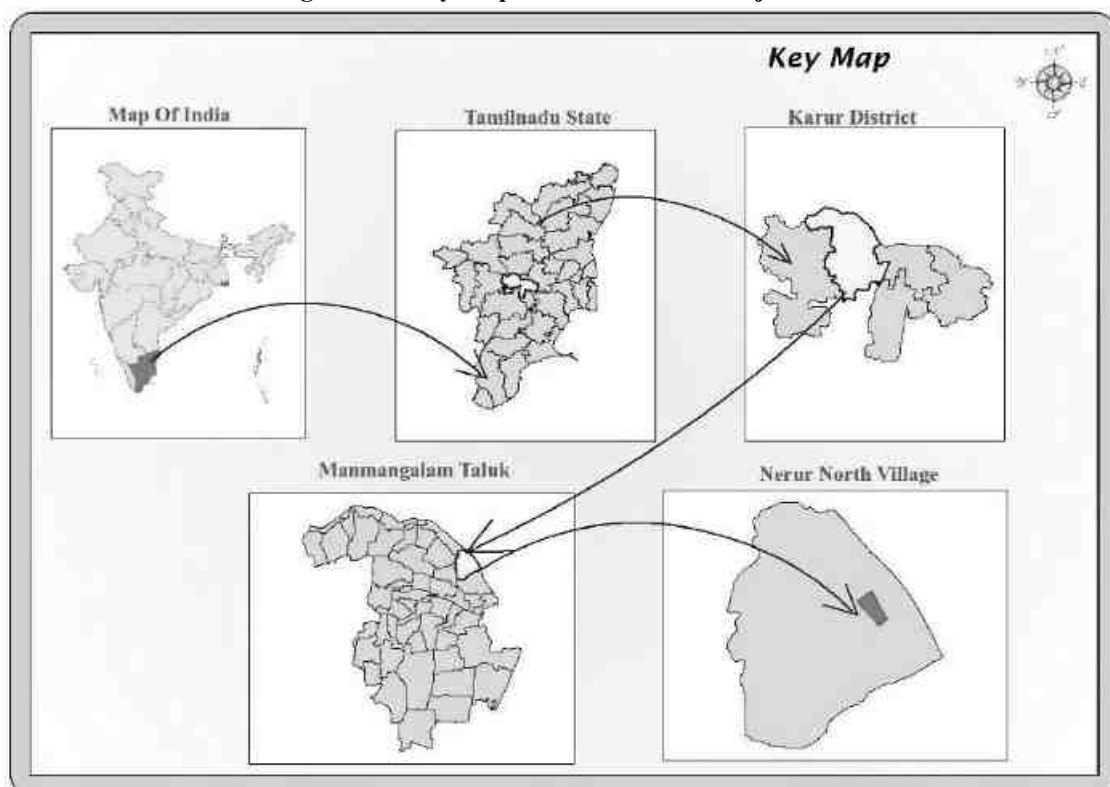 Key Map
Map Of India
Tamilnadu State
Karur District
Manmangalam Taluk
Nerur North Village